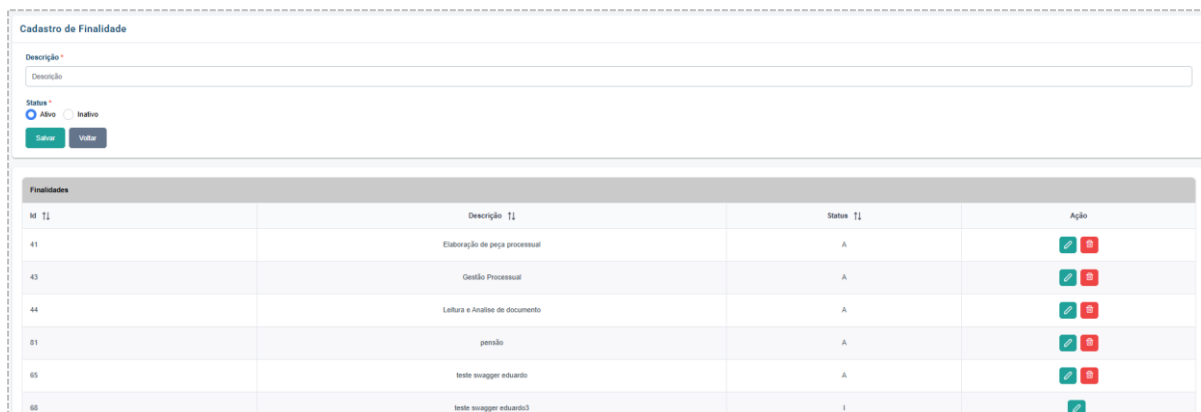 Cadastro de Finalidade
Descrição *
Descrição
Status *
Ativo Inativo
Salvar Voltar
Finalidades
Id Descrição Status Ação
41 Elaboração de peça processual A
43 Gestão Processual A
44 Leitura e Analise de documento A
81 pensão A
65 teste swagger eduardo A
68 teste swagger eduardo3 I